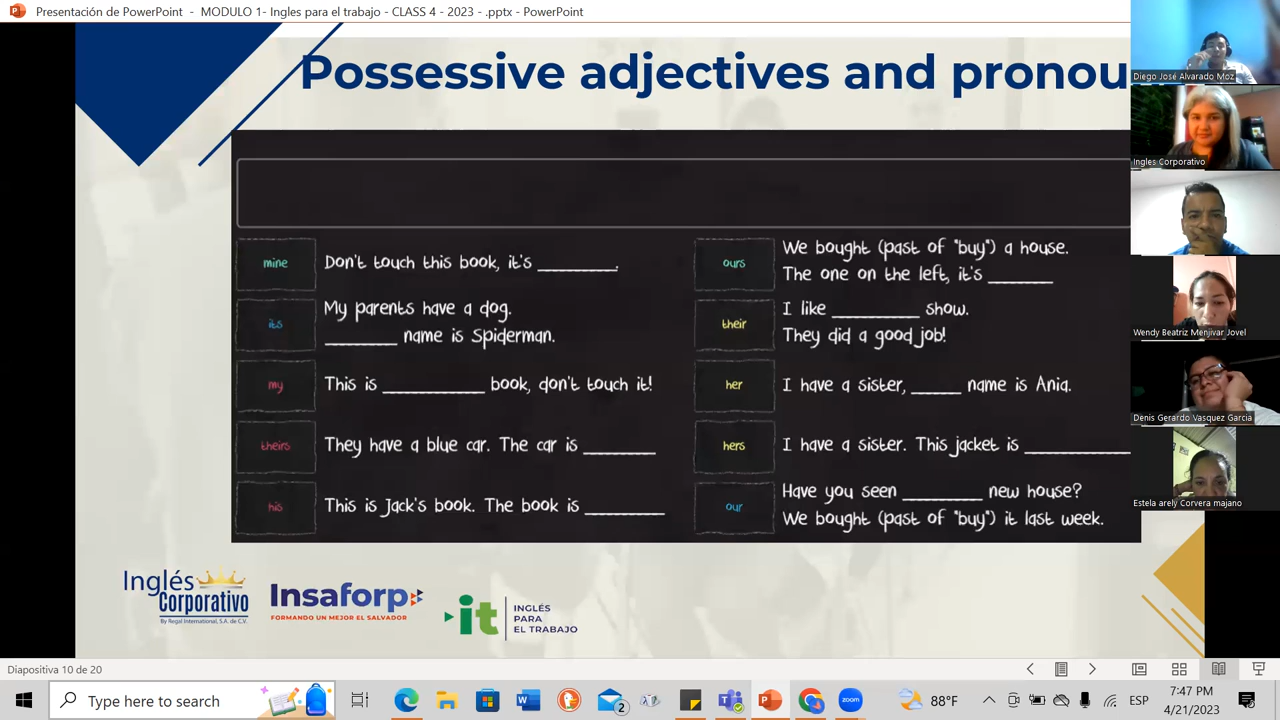 Presentación de PowerPoint - MODULO 1- Ingles para el trabajo - CLASS 4 - 2023 - .pptx - PowerPoint
Possessive adjectives and pronou
Diego José Alvarado Moz
Ingles Corporativo
Wendy Beatriz Menjivar Jovel
Denis Gerardo Vasquez Garcia
Estela arely Corvera majano
mine
Don't touch this book, it's ________.
its
My parents have a dog.
_______ name is Spiderman.
my
This is __________ book, don't touch it!
theirs
They have a blue car. The car is _______
his
This is Jack's book. The book is ________
ours
We bought (past of "buy") a house.
The one on the left, it's _______
their
I like _________ show.
They did a good job!
her
I have a sister, _____ name is Ania.
hers
I have a sister. This jacket is ___________
our
Have you seen ________ new house?
We bought (past of "buy") it last week.
Inglés
Corporativo
By Regal International, S.A. de C.V.
Insaforp
FORMANDO UN MEJOR EL SALVADOR
it
INGLÉS
PARA
EL TRABAJO
Diapositiva 10 de 20
Type here to search
2
88°F
ESP
7:47 PM
4/21/2023